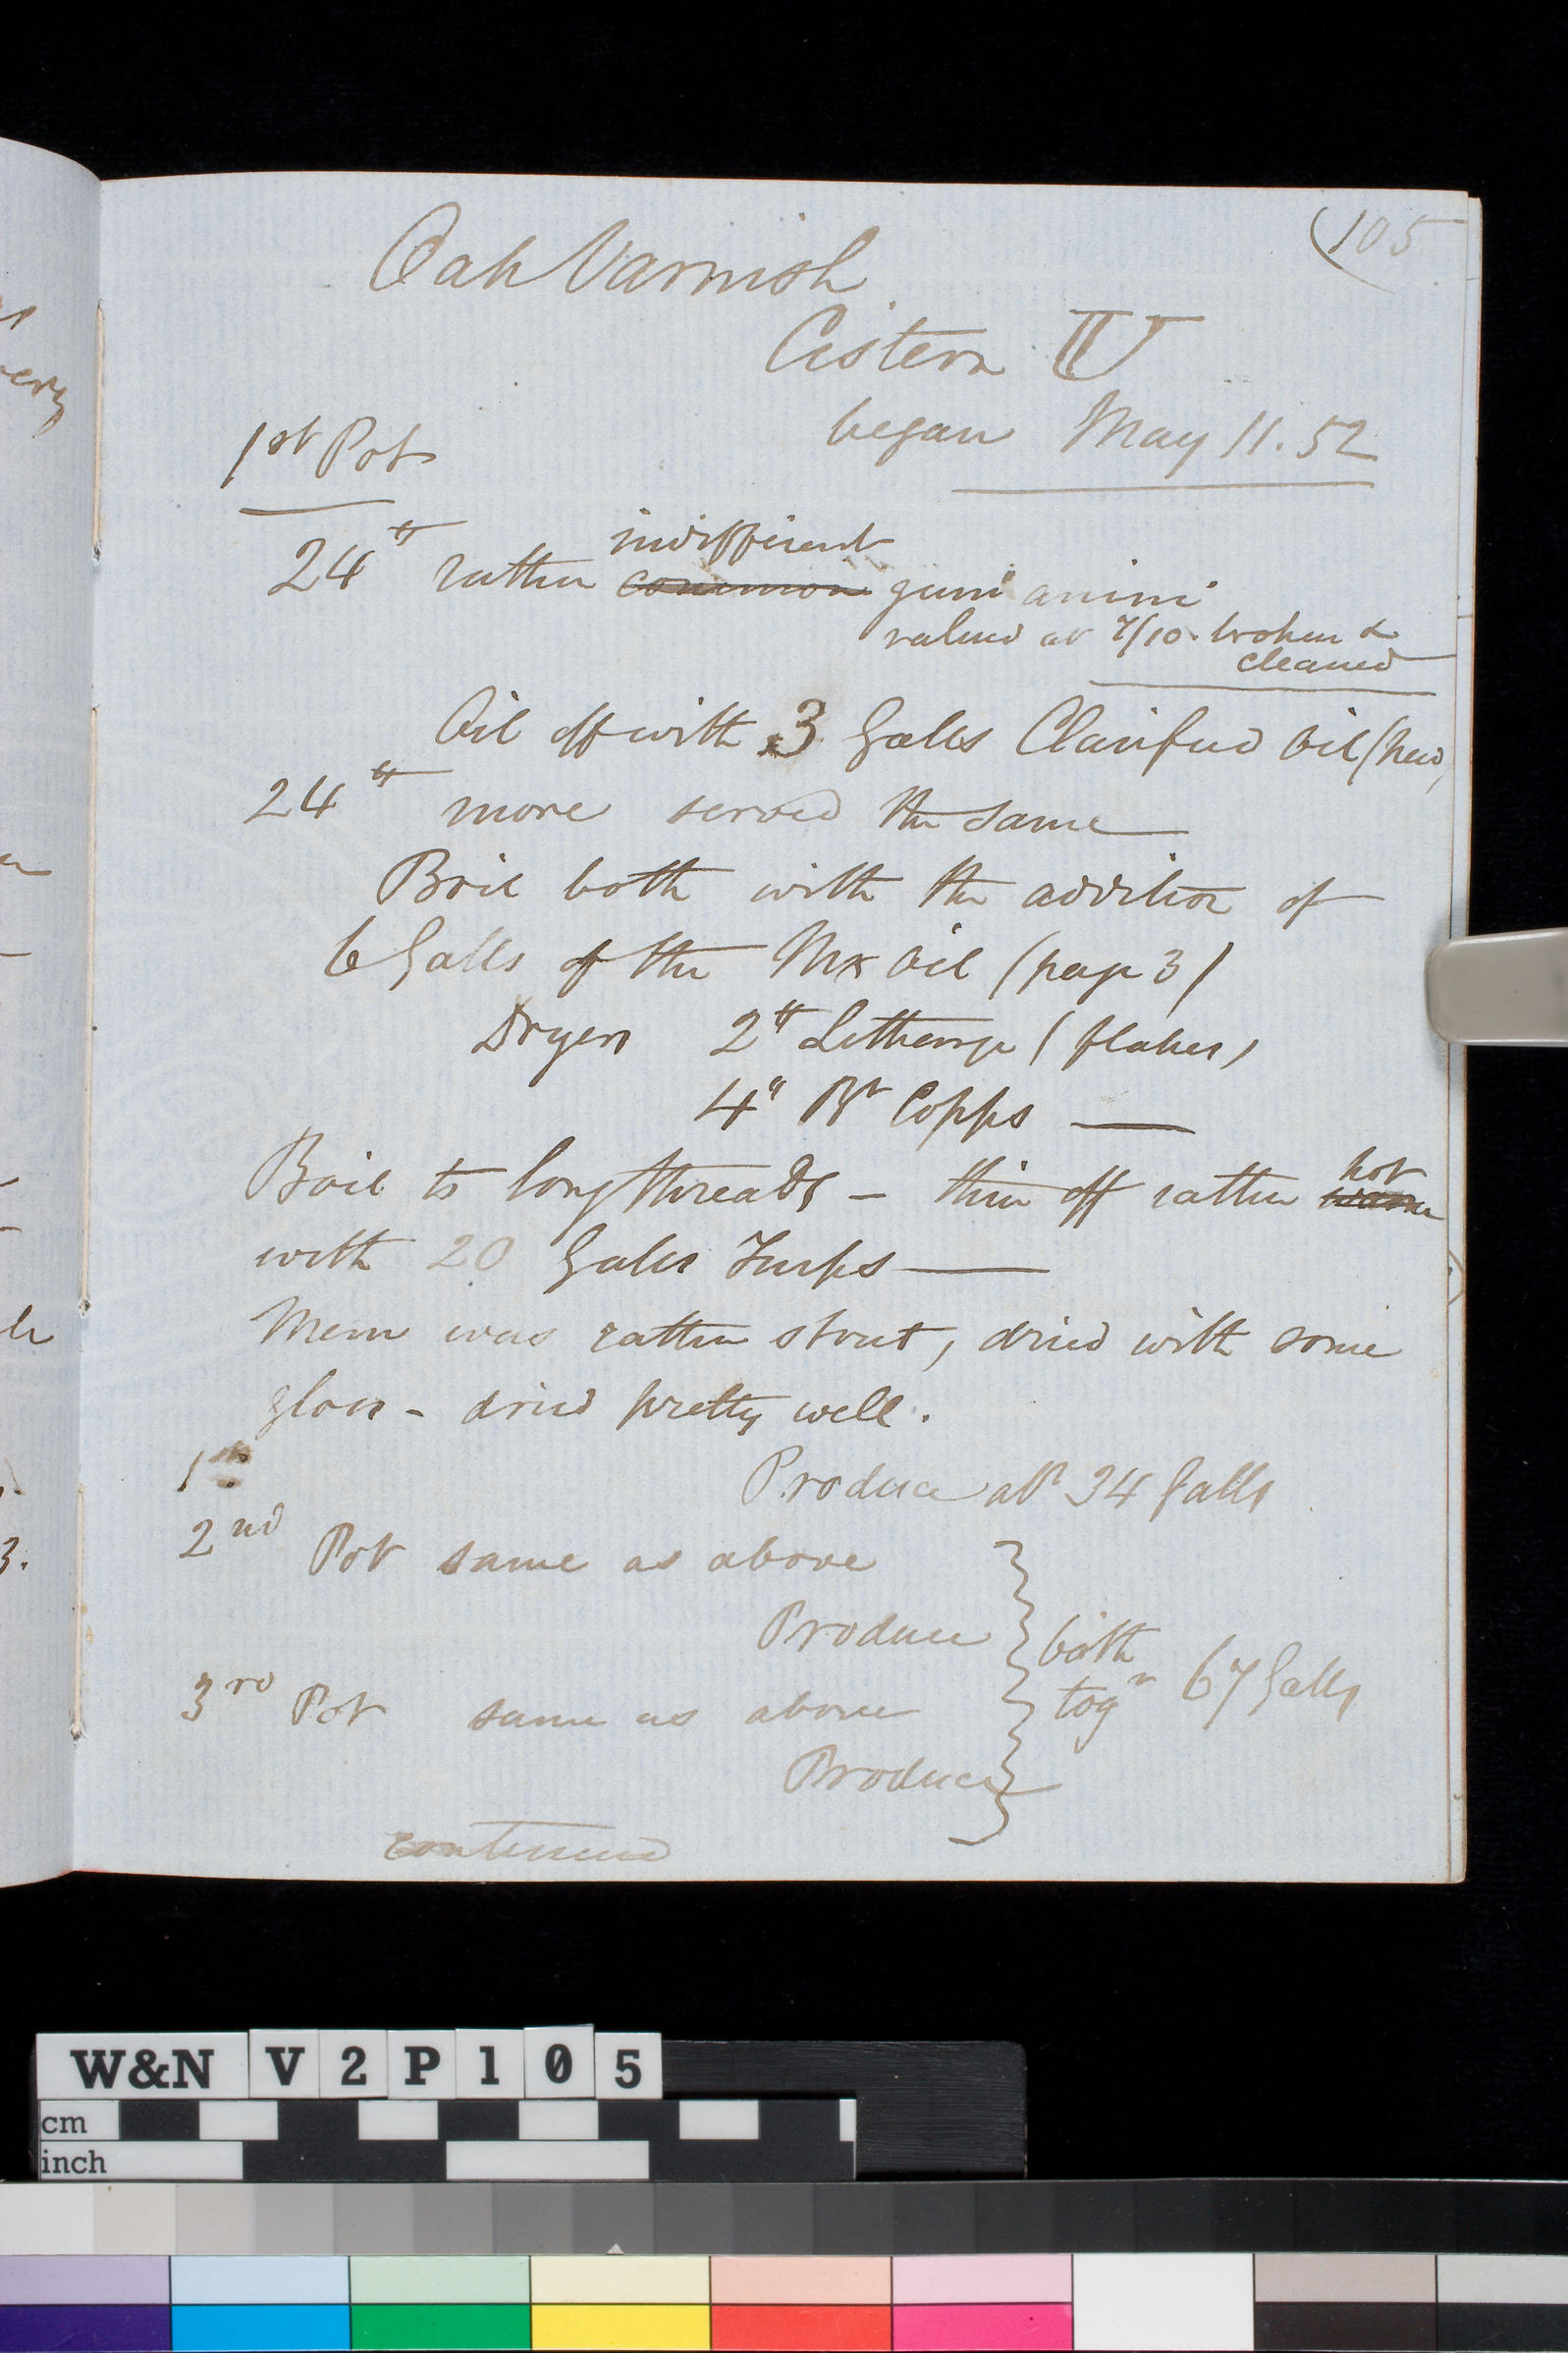 (105
Oak Varnish
Cistern IV
began May 11. 52
1st Pot
indifferent
24 lb rather common gum animi
valued at 7/10. broken &
cleaned
Oil off with 3 Galls Clarified Oil (new)
24 lb more served the same
Boil both with the addition of
6 Galls of the Mx Oil (page 3)
Dryers 2 lb Litharge (flakes)
4 " Bt Copps —
hot
Boil to long threads – thin off rather warm
with 20 Galls Turps —
Mem was rather stout, dried with some
gloss – dried pretty well.
1st
Produce abt 34 Galls
2nd Pot same as above
Produce
both
togr 67 Galls
3rd Pot same as above
Produce
continued
W&N V 2 P 1 0 5
cm
inch